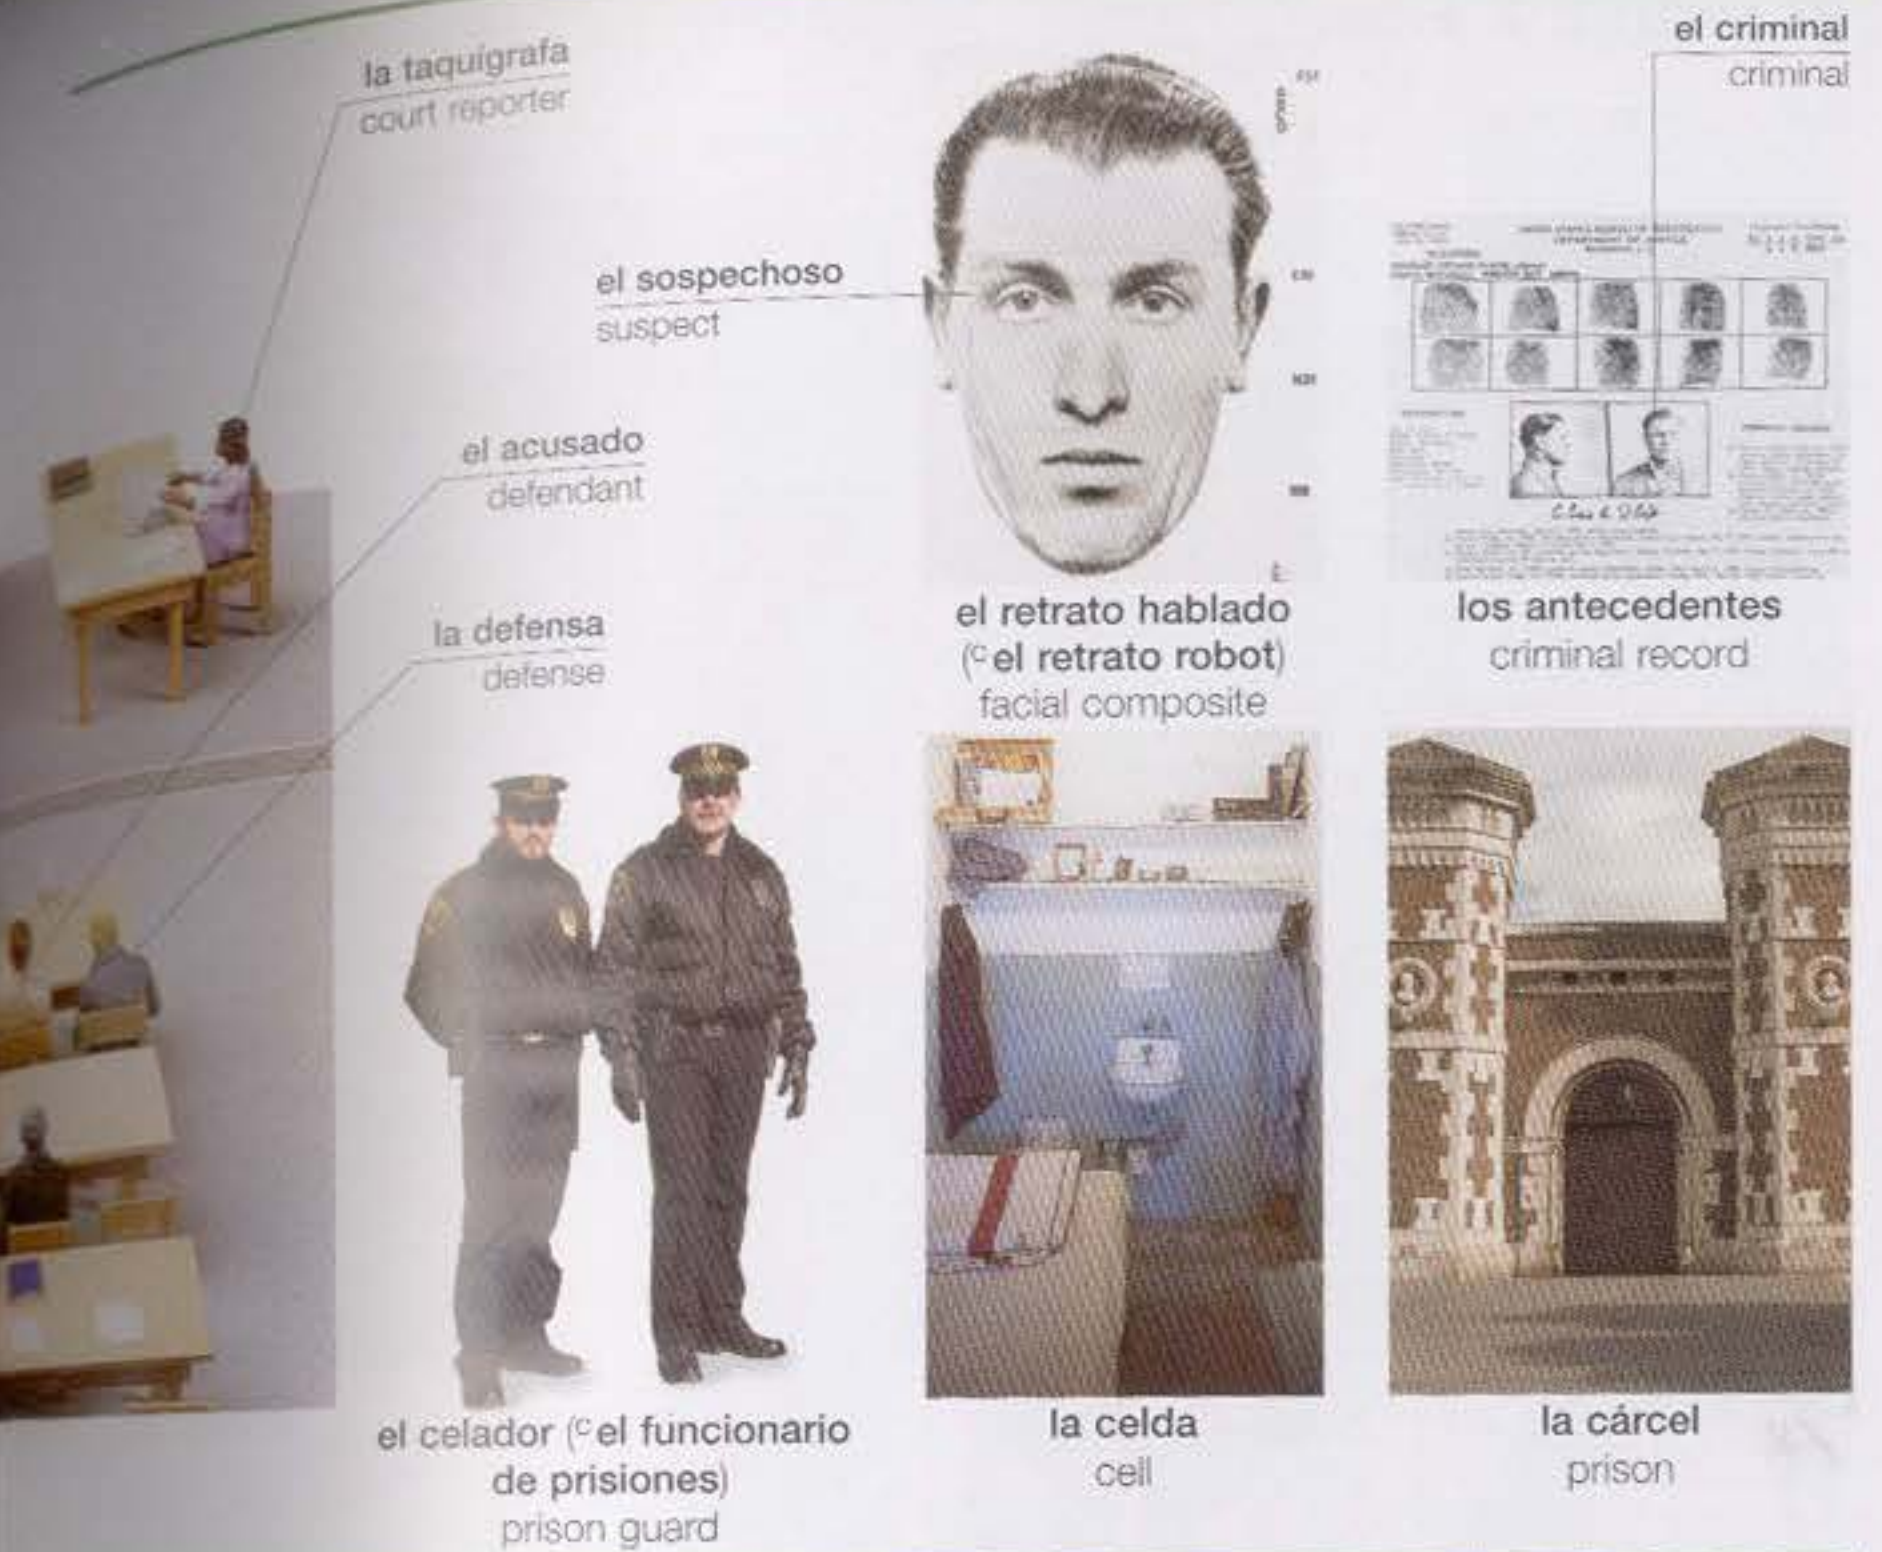 la taquígrafa
court reporter
el criminal
criminal
el sospechoso
suspect
el acusado
defendant
la defensa
defense
el retrato hablado
(ᶜel retrato robot)
facial composite
los antecedentes
criminal record
el celador (ᶜel funcionario
de prisiones)
prison guard
la celda
cell
la cárcel
prison